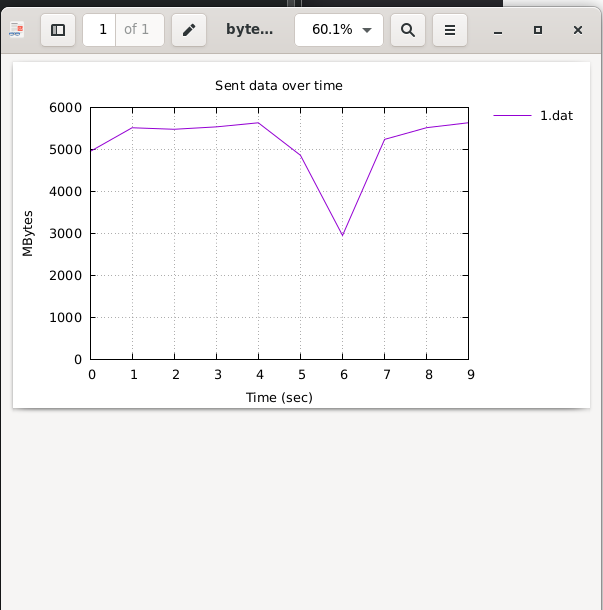 1 of 1 byte... 60.1%
Sent data over time
6000
5000
4000
3000
2000
1000
0
MBytes
0 1 2 3 4 5 6 7 8 9
Time (sec)
1.dat